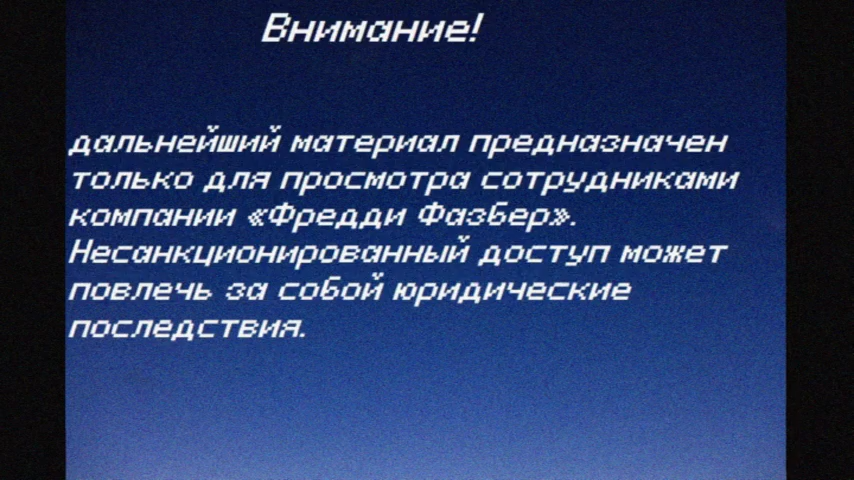 Внимание!
дальнейший материал предназначен
только для просмотра сотрудниками
компании «Фредди Фазбер».
Несанкционированный доступ может
повлечь за собой юридические
последствия.